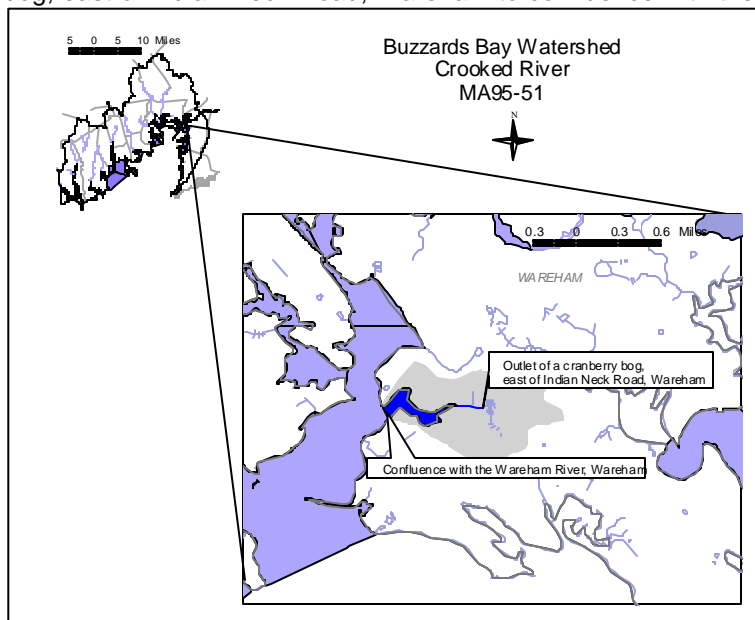 5 0 5 10 Miles
Buzzards Bay Watershed
Crooked River
MA95-51
N
0.3 0 0.3 0.6 Miles
WAREHAM
Outlet of a cranberry bog,
east of Indian Neck Road, Wareham
Confluence with the Wareham River, Wareham